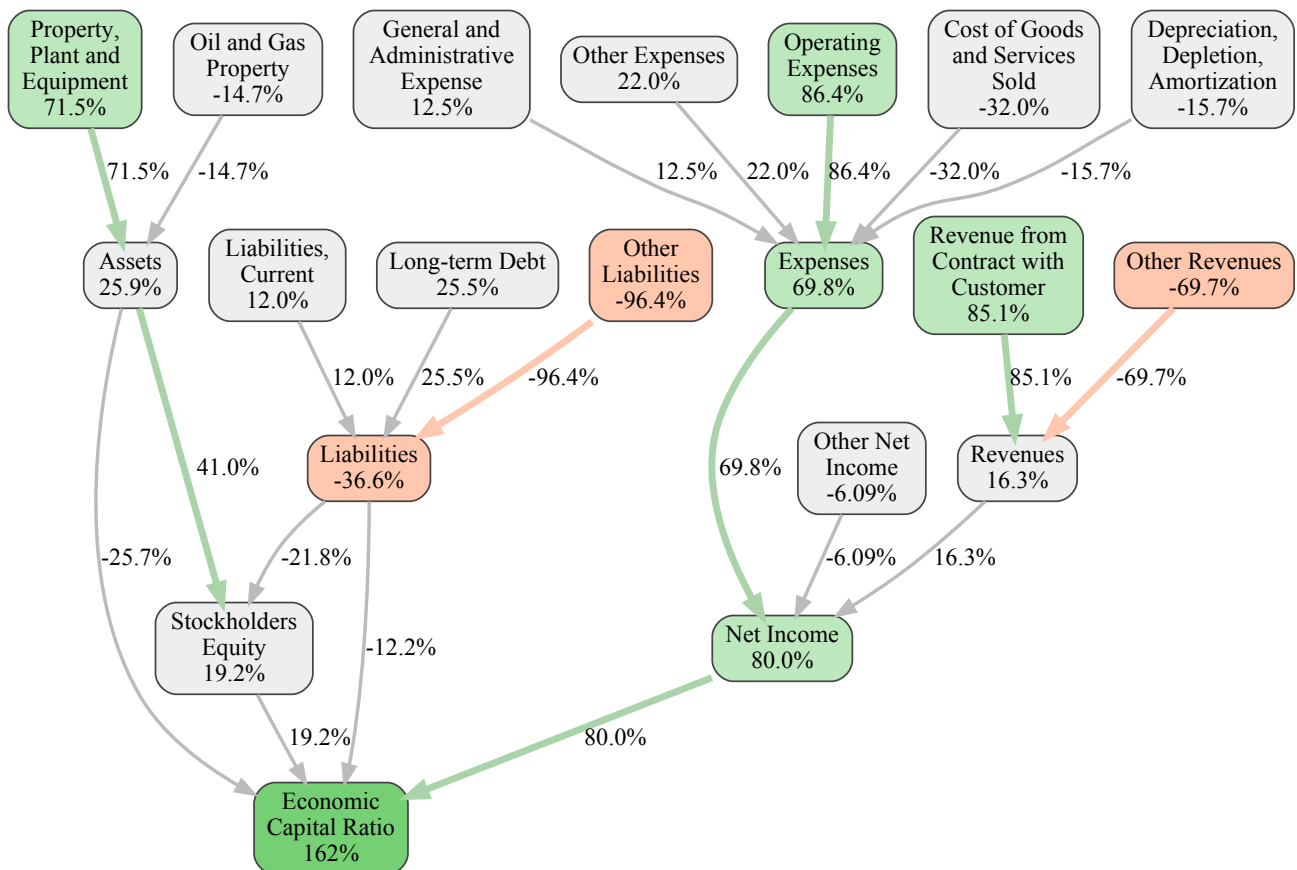 Property,
Plant and
Equipment
71.5%
Oil and Gas
Property
-14.7%
General and
Administrative
Expense
12.5%
Other Expenses
22.0%
Operating
Expenses
86.4%
Cost of Goods
and Services
Sold
-32.0%
Depreciation,
Depletion,
Amortization
-15.7%
71.5%
-14.7%
12.5%
22.0%
86.4%
-32.0%
-15.7%
Assets
25.9%
Liabilities,
Current
12.0%
Long-term Debt
25.5%
Other
Liabilities
-96.4%
Expenses
69.8%
Revenue from
Contract with
Customer
85.1%
Other Revenues
-69.7%
12.0%
25.5%
-96.4%
85.1%
-69.7%
41.0%
Liabilities
-36.6%
69.8%
Other Net
Income
-6.09%
Revenues
16.3%
-25.7%
-21.8%
-6.09%
16.3%
Stockholders
Equity
19.2%
-12.2%
Net Income
80.0%
19.2%
80.0%
Economic
Capital Ratio
162%